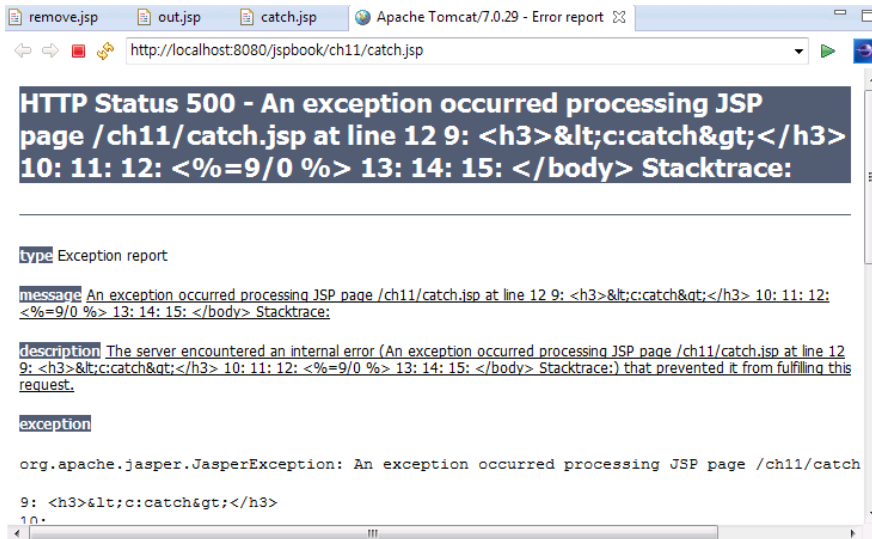 remove.jsp out.jsp catch.jsp Apache Tomcat/7.0.29 - Error report
http://localhost:8080/jspbook/ch11/catch.jsp
HTTP Status 500 - An exception occurred processing JSP
page /ch11/catch.jsp at line 12 9: <h3>&lt;c:catch&gt;</h3>
10: 11: 12: <%=9/0 %> 13: 14: 15: </body> Stacktrace:
type Exception report
message An exception occurred processing JSP page /ch11/catch.jsp at line 12 9: <h3>&lt;c:catch&gt;</h3> 10: 11: 12:
<%=9/0 %> 13: 14: 15: </body> Stacktrace:
description The server encountered an internal error (An exception occurred processing JSP page /ch11/catch.jsp at line 12
9: <h3>&lt;c:catch&gt;</h3> 10: 11: 12: <%=9/0 %> 13: 14: 15: </body> Stacktrace:) that prevented it from fulfilling this
request.
exception
org.apache.jasper.JasperException: An exception occurred processing JSP page /ch11/catch
9: <h3>&lt;c:catch&gt;</h3>
10: